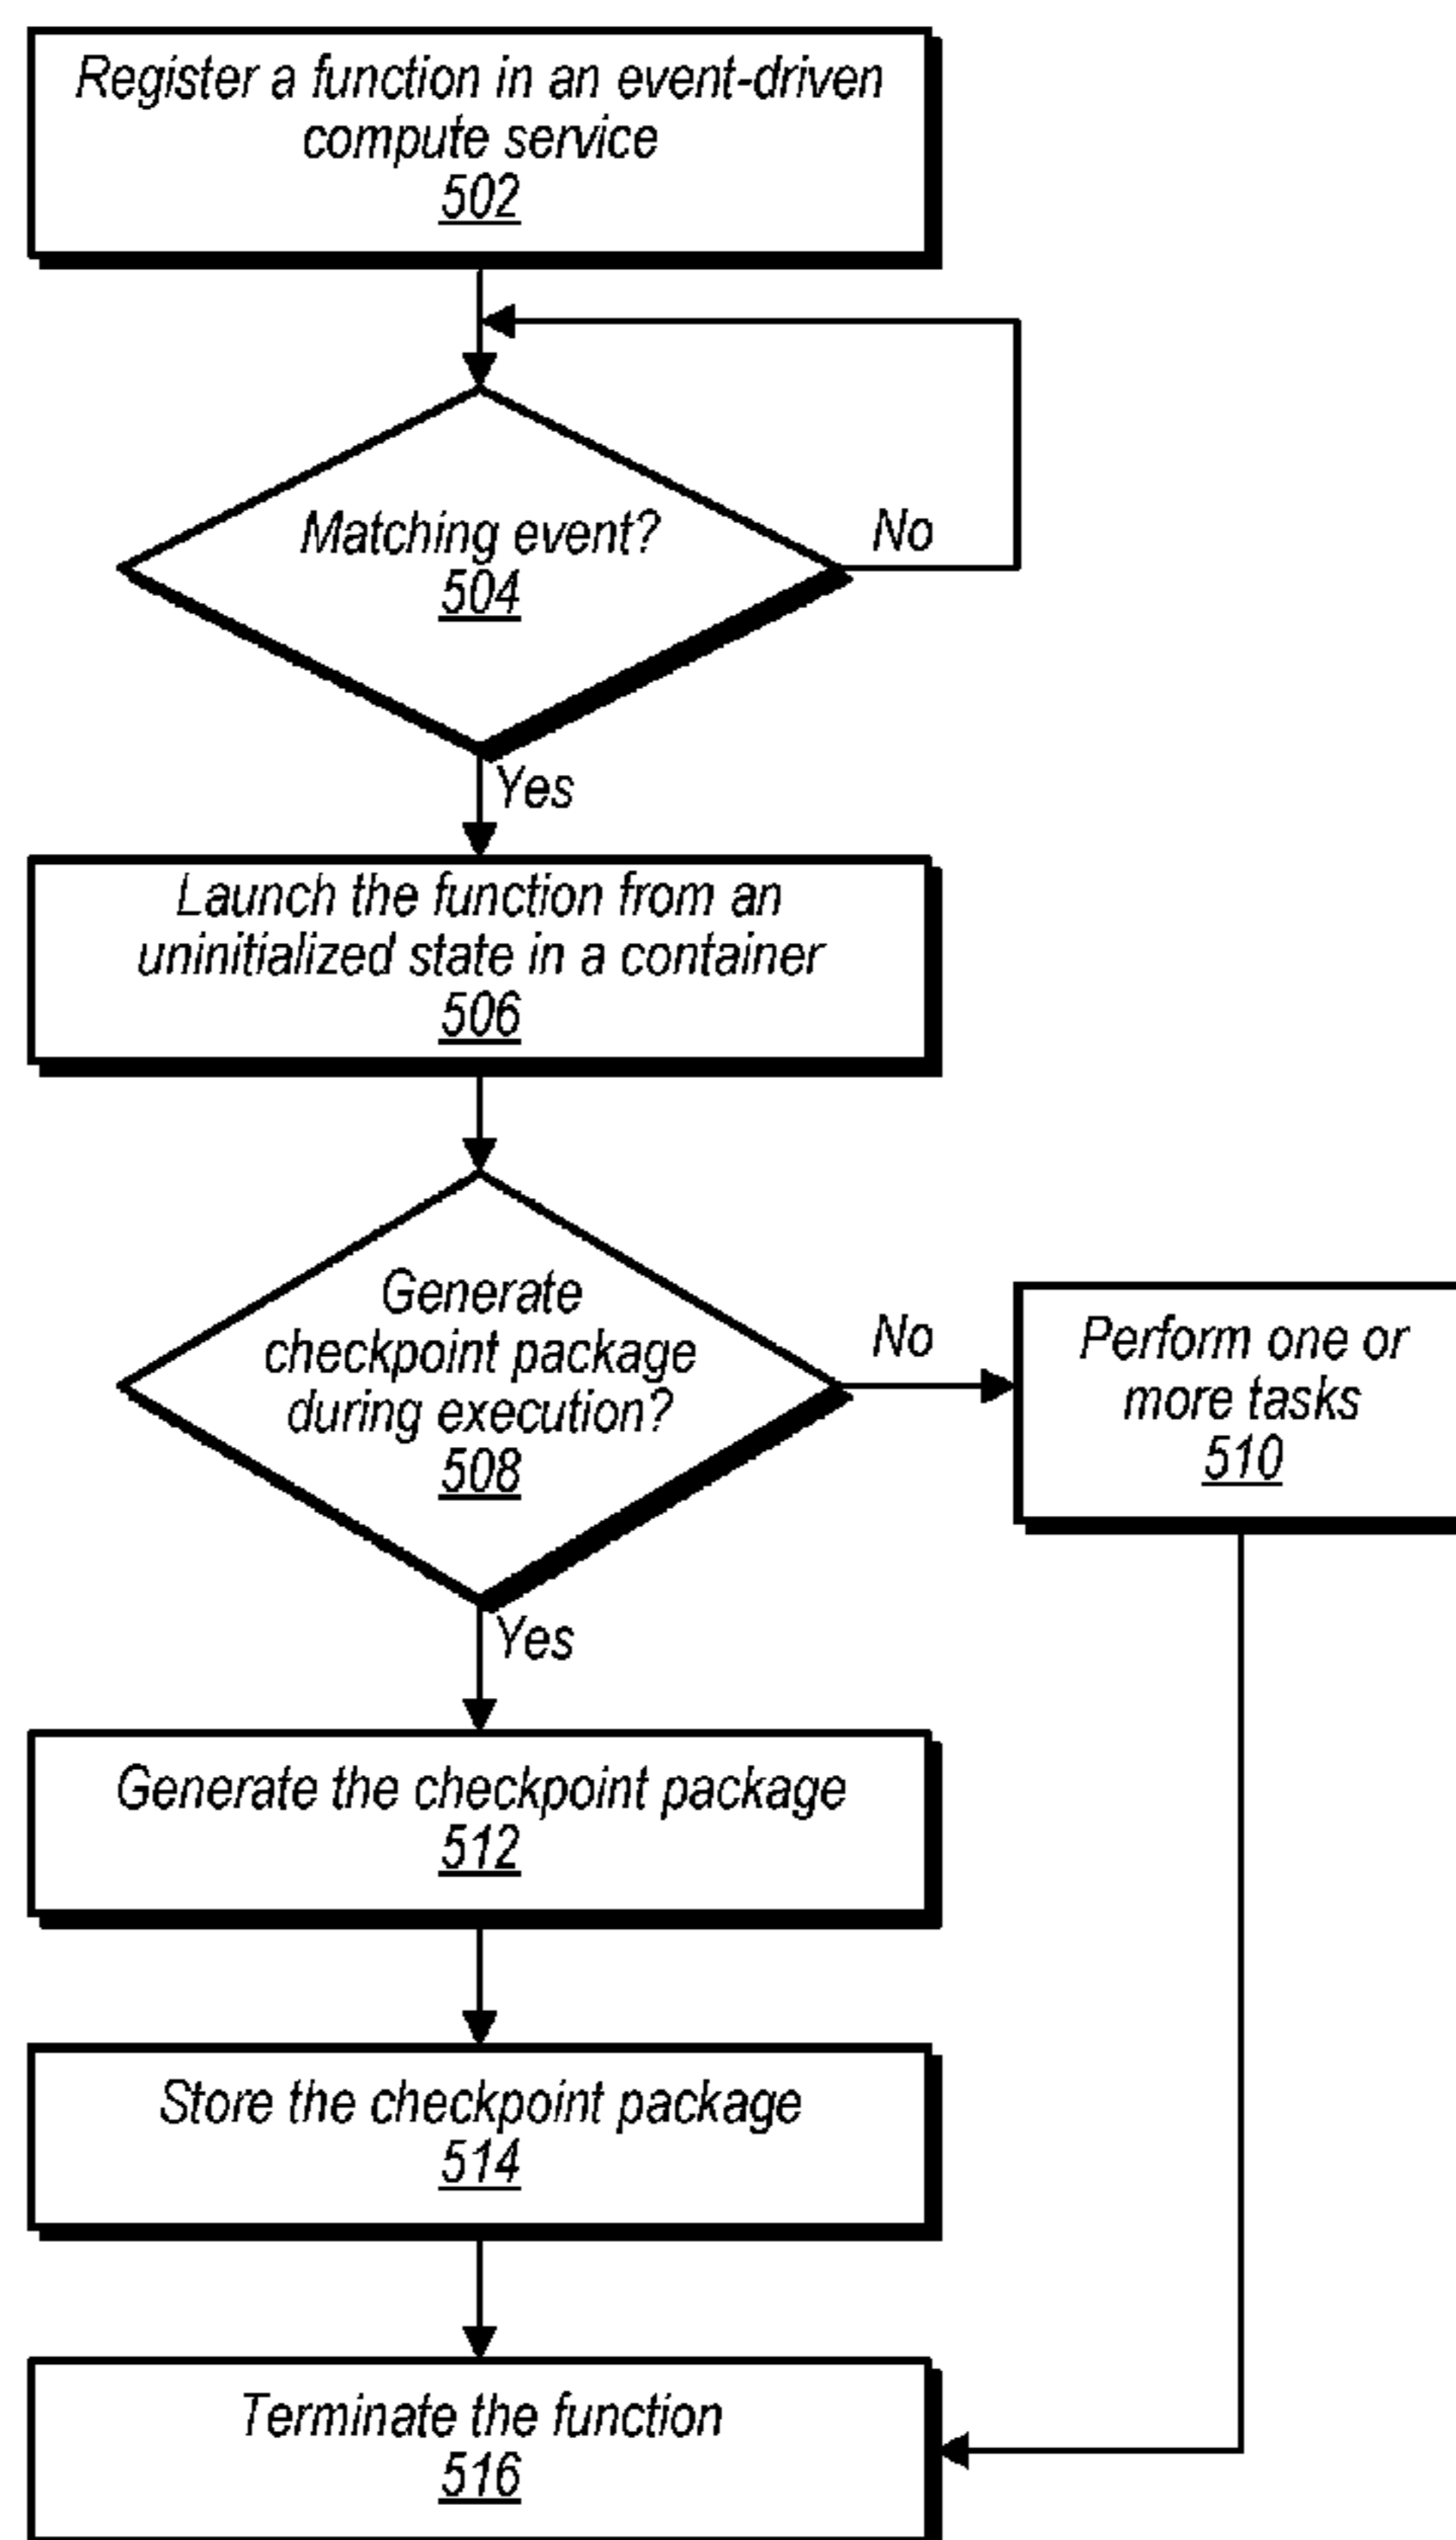 Register a function in an event-driven
compute service
502
Matching event?
504
No
Yes
Launch the function from an
uninitialized state in a container
506
Generate
checkpoint package
during execution?
508
No
Perform one or
more tasks
510
Yes
Generate the checkpoint package
512
Store the checkpoint package
514
Terminate the function
516